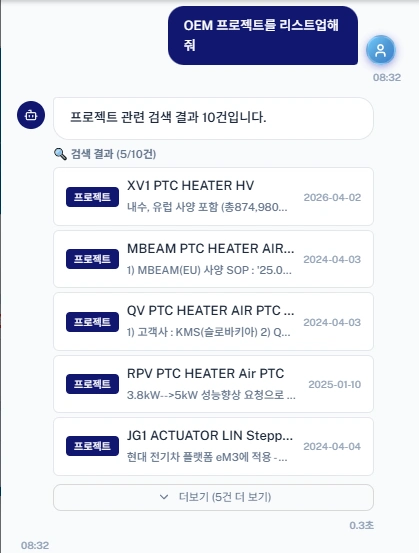 OEM 프로젝트를 리스트업해
줘
08:32
프로젝트 관련 검색 결과 10건입니다.
검색 결과 (5/10건)
프로젝트
XV1 PTC HEATER HV
내수, 유럽 사양 포함 (총874,980...
2026-04-02
프로젝트
MBEAM PTC HEATER AIR...
1) MBEAM(EU) 사양 SOP : '25.0...
2024-04-03
프로젝트
QV PTC HEATER AIR PTC ...
1) 고객사 : KMS(슬로바키아) 2) Q...
2024-04-03
프로젝트
RPV PTC HEATER Air PTC
3.8kW-->5kW 성능향상 요청으로 ...
2025-01-10
프로젝트
JG1 ACTUATOR LIN Stepp...
현대 전기차 플랫폼 eM3에 적용 -...
2024-04-04
더보기 (5건 더 보기)
0.3초
08:32